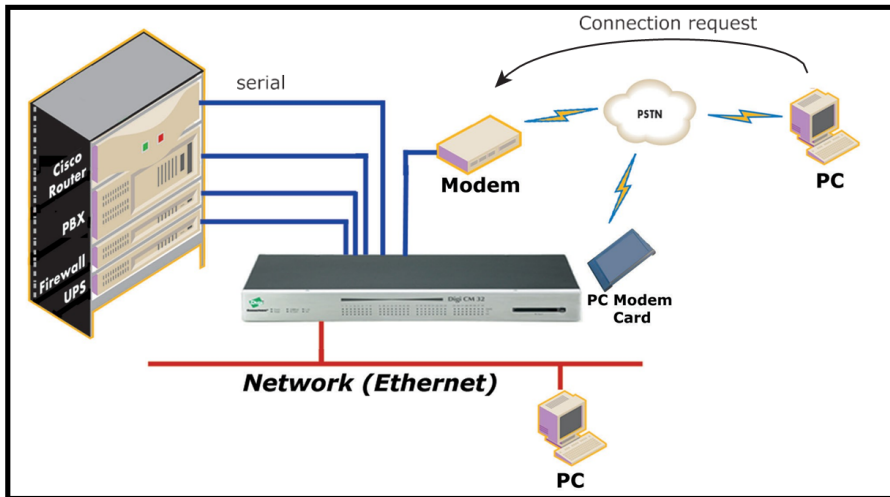 Connection request
serial
PSTN
Cisco
Router
Modem
PC
PBX
Firewall
UPS
Digi CM 32
PC Modem
Card
Network (Ethernet)
PC